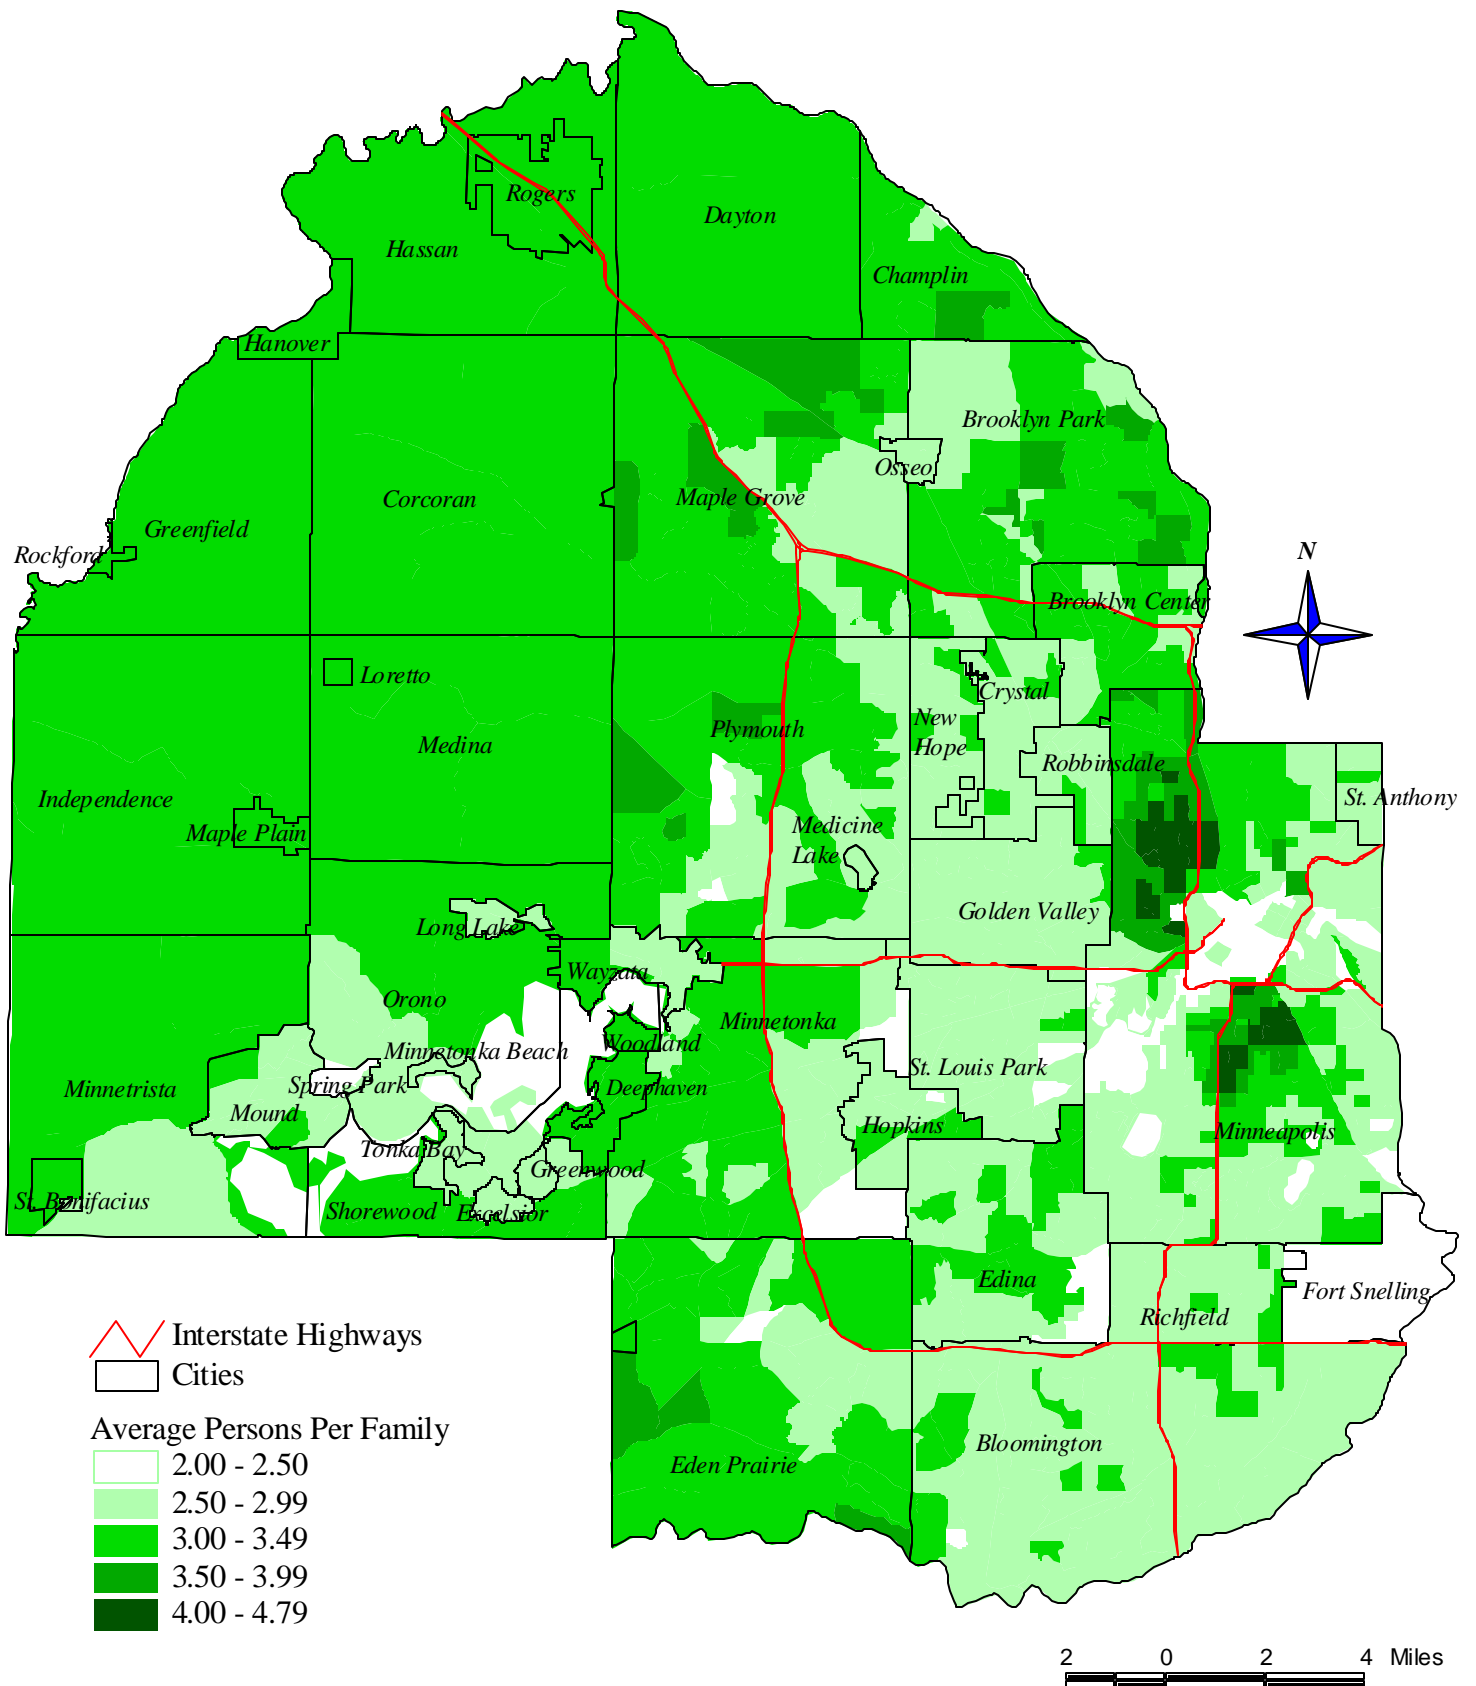 Rogers
Dayton
Hassan
Champlin
Hanover
Brooklyn Park
Osseo
Corcoran
Maple Grove
Greenfield
Rockford
N
Brooklyn Center
Loretto
Crystal
New
Hope
Plymouth
Medina
Robbinsdale
Independence
St. Anthony
Maple Plain
Medicine
Lake
Golden Valley
Long Lake
Wayzata
Orono
Minnetonka
Woodland
Minnetonka Beach
St. Louis Park
Spring Park
Deephaven
Minnetrista
Mound
Hopkins
Minneapolis
Tonka Bay
Greenwood
St. Bonifacius
Shorewood
Excelsior
Edina
Fort Snelling
Richfield
Interstate Highways
Cities
Average Persons Per Family
2.00 - 2.50
2.50 - 2.99
3.00 - 3.49
3.50 - 3.99
4.00 - 4.79
Bloomington
Eden Prairie
2 0 2 4 Miles